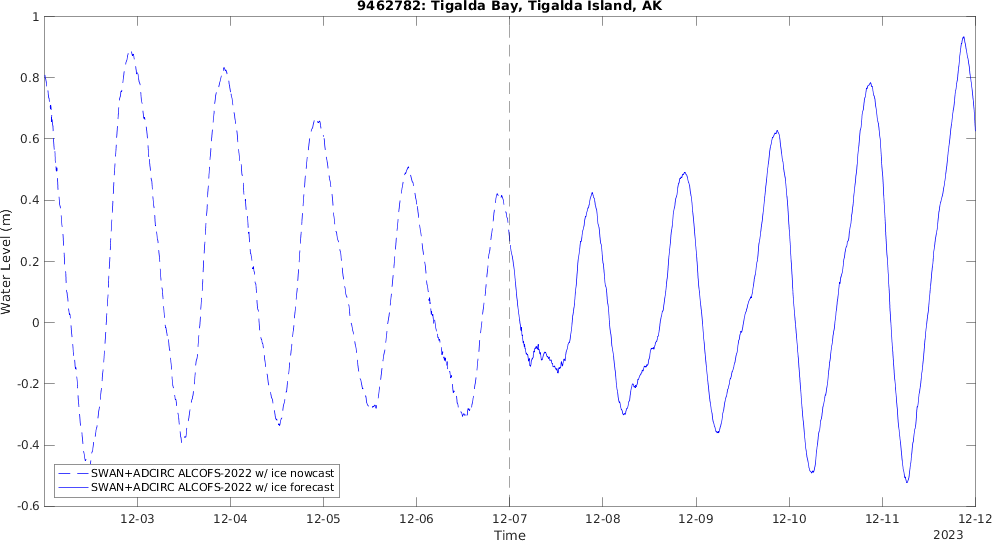 9462782: Tigalda Bay, Tigalda Island, AK
Water Level (m)
1
0.8
0.6
0.4
0.2
0
-0.2
-0.4
-0.6
SWAN+ADCIRC ALCOFS-2022 w/ ice nowcast
SWAN+ADCIRC ALCOFS-2022 w/ ice forecast
12-03 12-04 12-05 12-06 12-07 12-08 12-09 12-10 12-11 12-12
Time
2023